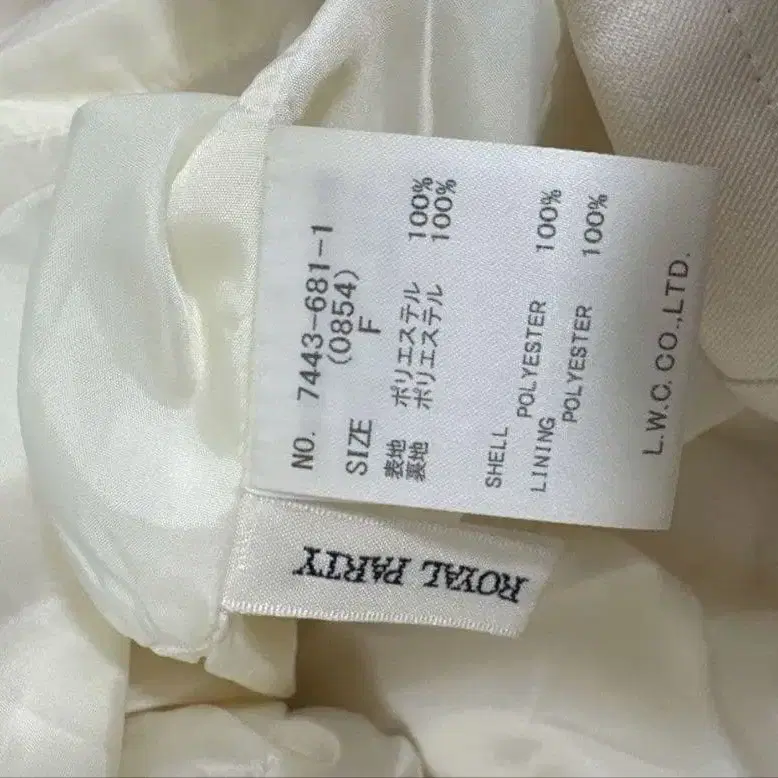 NO. 7443-681-1
(0854)
SIZE F
表地 ポリエステル 100%
裏地 ポリエステル 100%
SHELL
POLYESTER 100%
LINING
POLYESTER 100%
L.W.C. CO.,LTD.
ROYAL PARTY